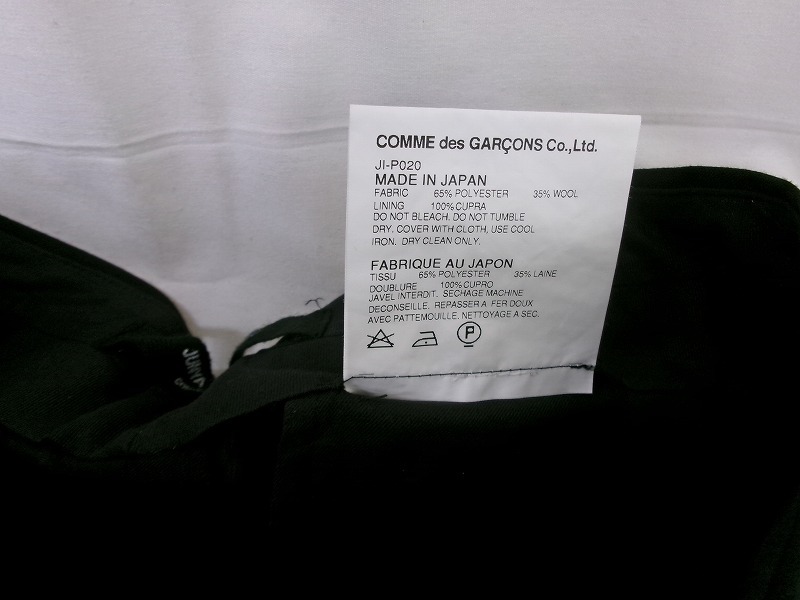 COMME des GARÇONS Co.,Ltd.
JI-P020
MADE IN JAPAN
FABRIC 65% POLYESTER 35% WOOL
LINING 100% CUPRA
DO NOT BLEACH. DO NOT TUMBLE
DRY. COVER WITH CLOTH, USE COOL
IRON. DRY CLEAN ONLY.
FABRIQUE AU JAPON
TISSU 65% POLYESTER 35% LAINE
DOUBLURE 100% CUPRO
JAVEL INTERDIT. SECHAGE MACHINE
DECONSEILLE. REPASSER A FER DOUX
AVEC PATTEMOUILLE. NETTOYAGE A SEC.
P